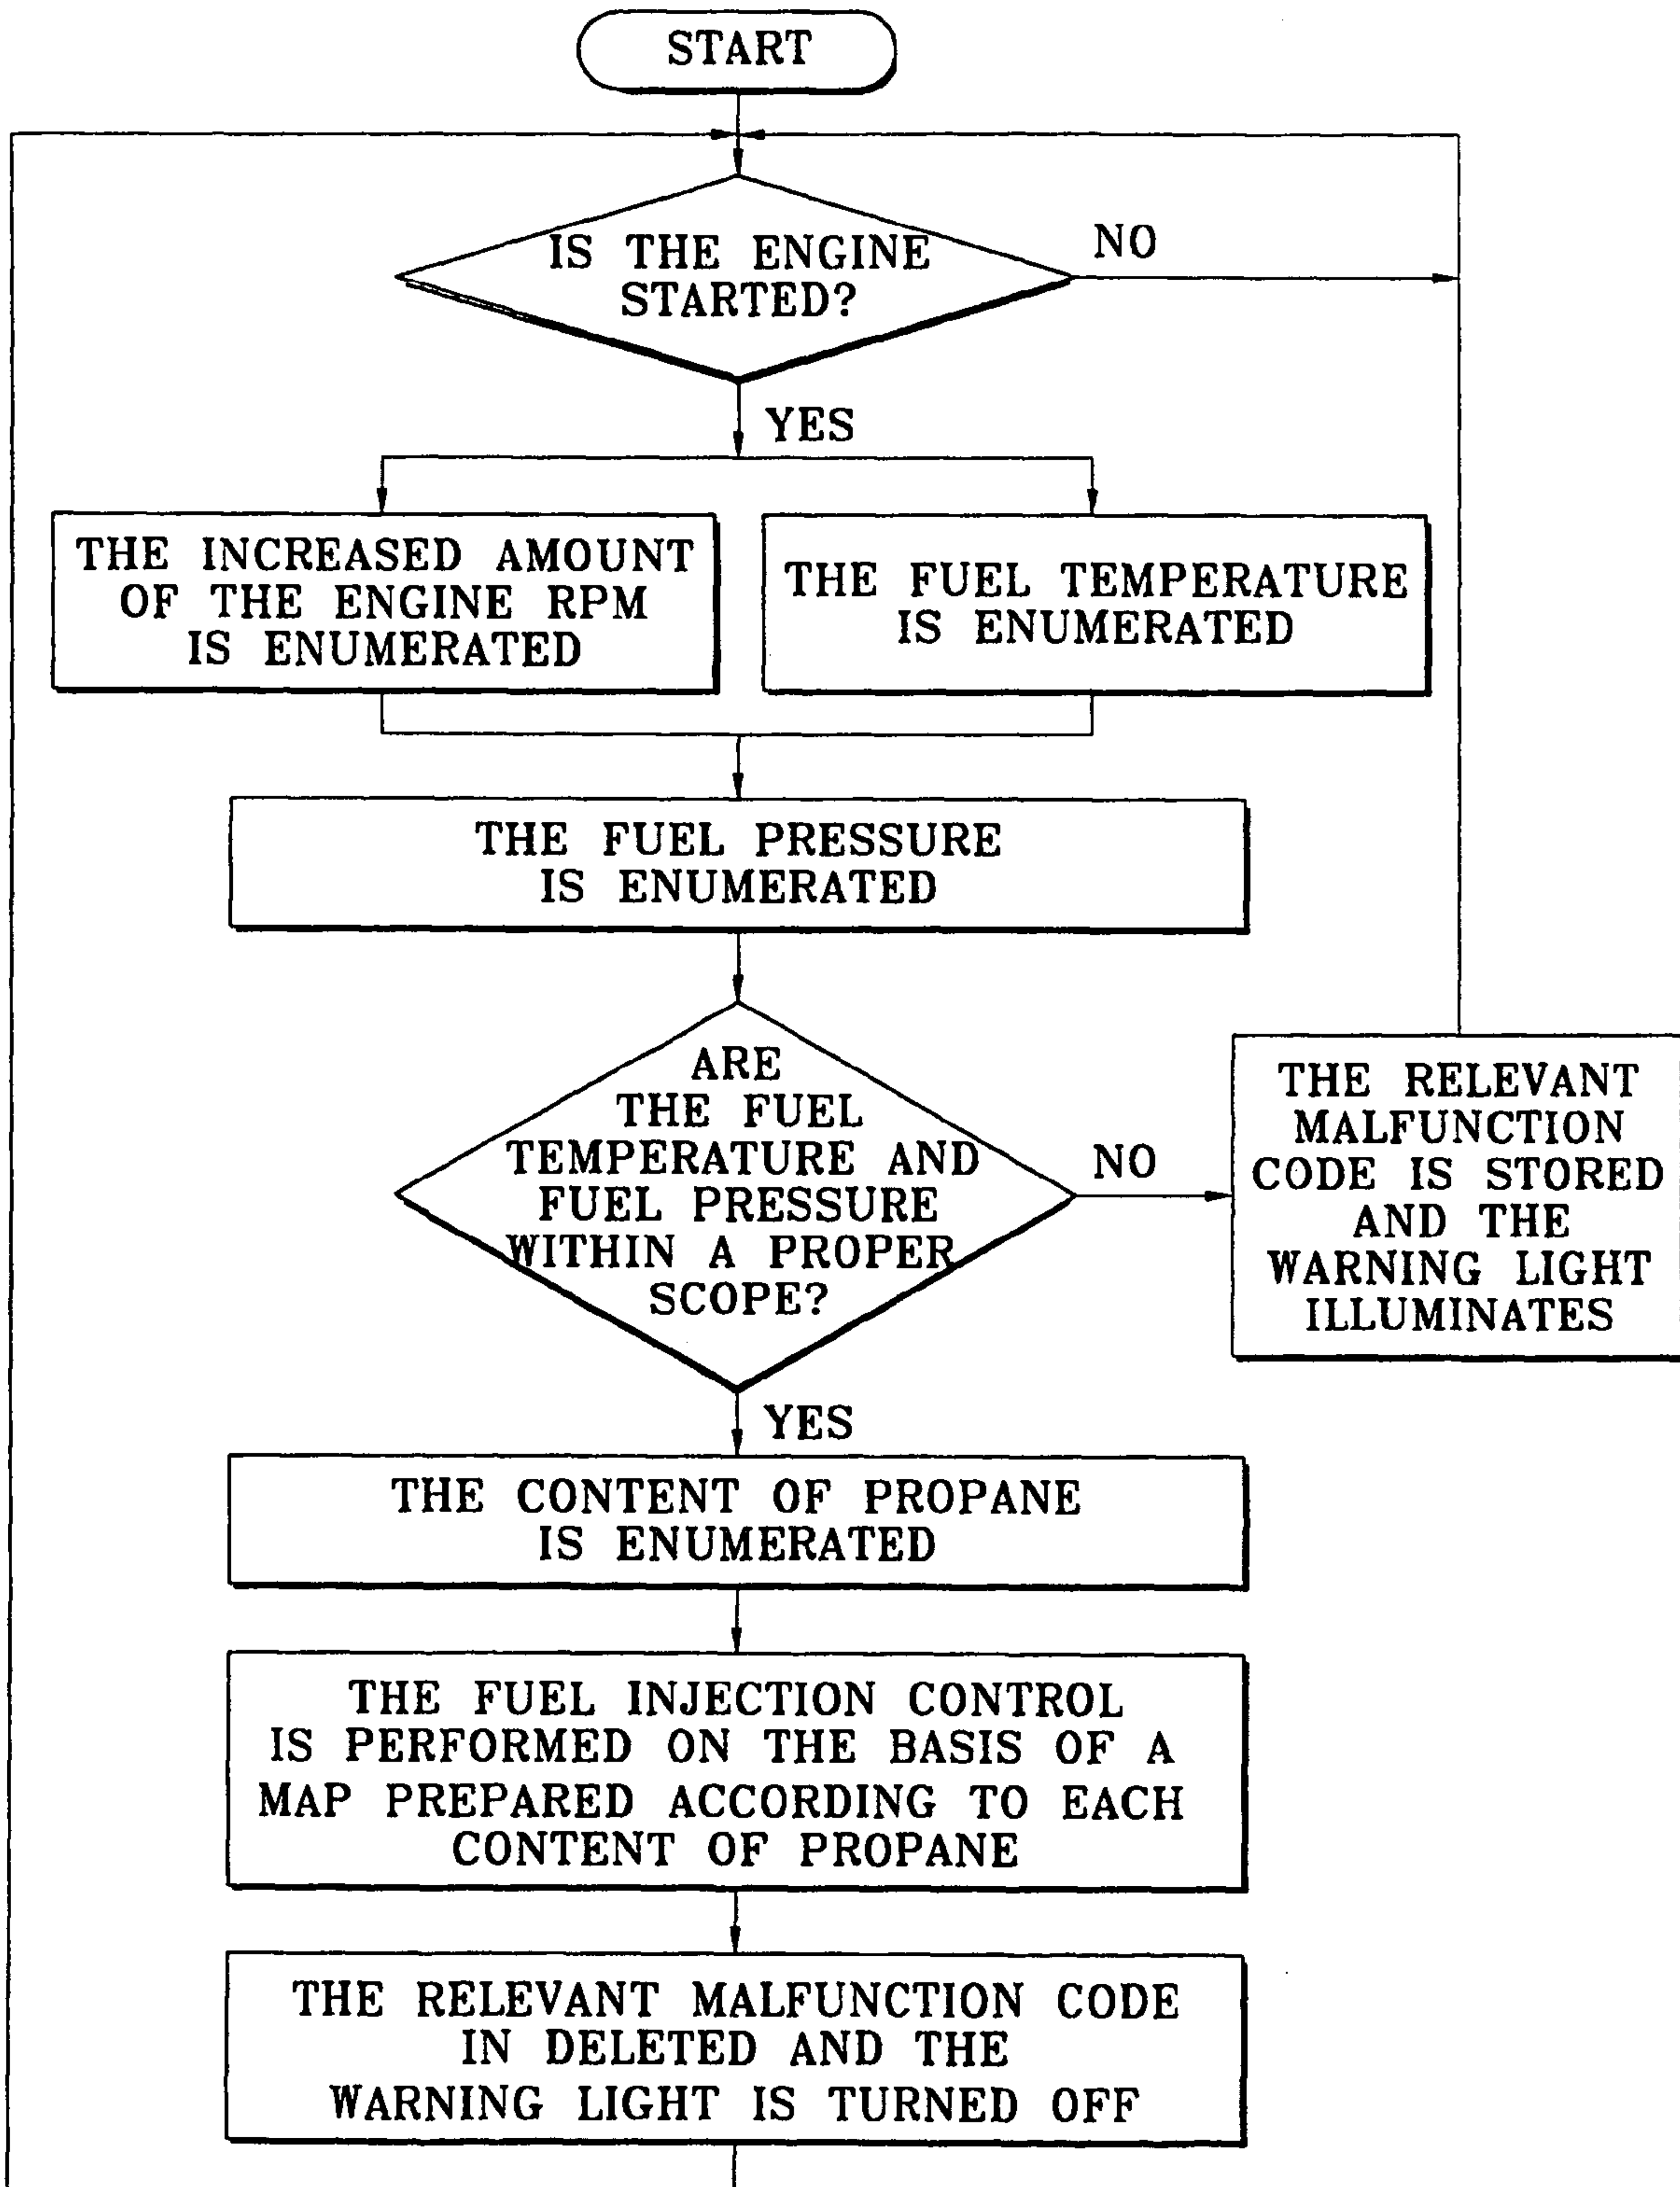 START
IS THE ENGINE
STARTED?
NO
YES
THE INCREASED AMOUNT
OF THE ENGINE RPM
IS ENUMERATED
THE FUEL TEMPERATURE
IS ENUMERATED
THE FUEL PRESSURE
IS ENUMERATED
ARE
THE FUEL
TEMPERATURE AND
FUEL PRESSURE
WITHIN A PROPER
SCOPE?
NO
THE RELEVANT
MALFUNCTION
CODE IS STORED
AND THE
WARNING LIGHT
ILLUMINATES
YES
THE CONTENT OF PROPANE
IS ENUMERATED
THE FUEL INJECTION CONTROL
IS PERFORMED ON THE BASIS OF A
MAP PREPARED ACCORDING TO EACH
CONTENT OF PROPANE
THE RELEVANT MALFUNCTION CODE
IN DELETED AND THE
WARNING LIGHT IS TURNED OFF